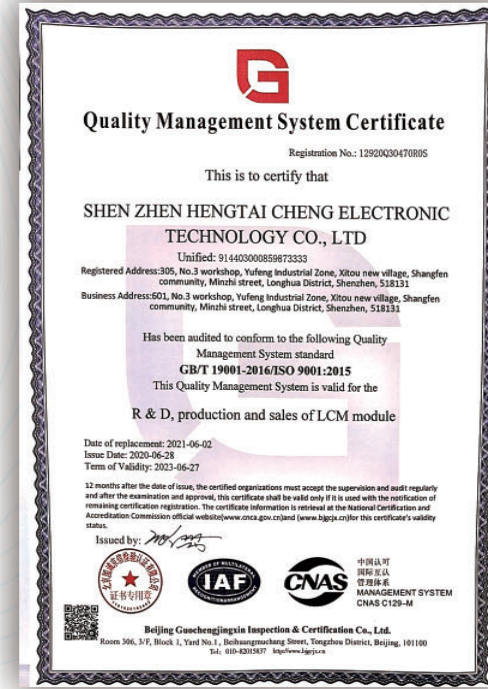 Quality Management System Certificate
Registration No.: 12920Q30470R0S
This is to certify that
SHEN ZHEN HENGTAI CHENG ELECTRONIC
TECHNOLOGY CO., LTD
Unified: 914403000859873333
Registered Address:305, No.3 workshop, Yufeng Industrial Zone, Xitou new village, Shangfen
community, Minzhi street, Longhua District, Shenzhen, 518131
Business Address:601, No.3 workshop, Yufeng Industrial Zone, Xitou new village, Shangfen
community, Minzhi street, Longhua District, Shenzhen, 518131
Has been audited to conform to the following Quality
Management System standard
GB/T 19001-2016/ISO 9001:2015
This Quality Management System is valid for the
R & D, production and sales of LCM module
Date of replacement: 2021-06-02
Issue Date: 2020-06-28
Term of Validity: 2023-06-27
12 months after the date of issue, the certified organizations must accept the supervision and audit regularly
and after the examination and approval, this certificate shall be valid only if it is used with the notification of
remaining certification registration. The certificate information is retrieval at the National Certification and
Accreditation Commission official website(www.cnca.gov.cn)and (www.bjgcjx.cn)for this certificate's validity
status.
Issued by:
证书专用章
MEMBER OF MULTILATERAL
IAF
RECOGNITION ARRANGEMENT
CNAS
中国认可
国际互认
管理体系
MANAGEMENT SYSTEM
CNAS C129-M
Beijing Guochengjingxin Inspection & Certification Co., Ltd.
Room 306, 3/F, Block 1, Yard No.1, Beihuangmuchang Street, Tongzhou District, Beijing, 101100
Tel: 010-82015837 http://www.bjgcjx.cn